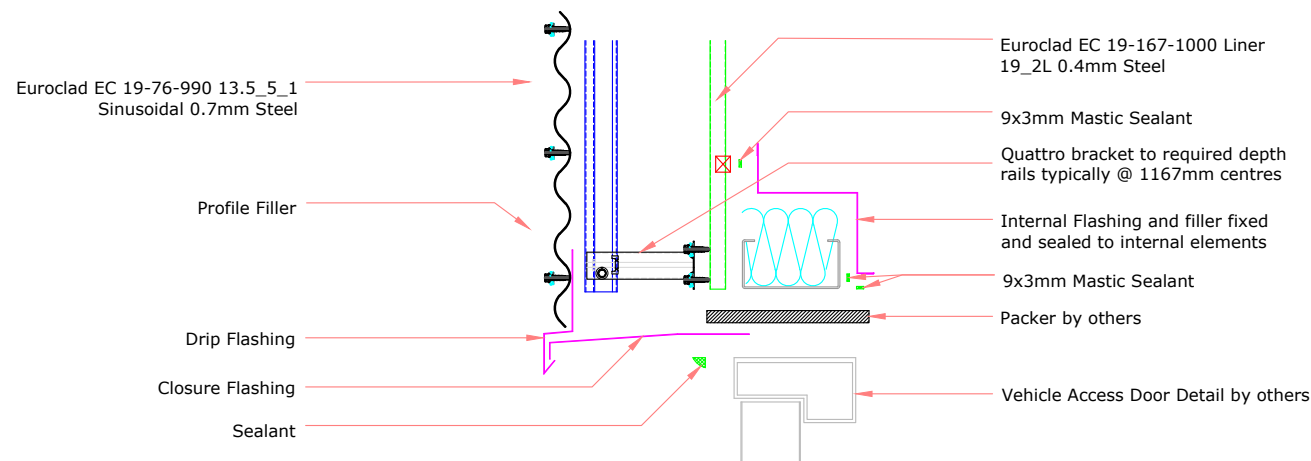 Euroclad EC 19-76-990 13.5_5_1
Sinusoidal 0.7mm Steel
Profile Filler
Drip Flashing
Closure Flashing
Sealant
Euroclad EC 19-167-1000 Liner
19_2L 0.4mm Steel
9x3mm Mastic Sealant
Quattro bracket to required depth
rails typically @ 1167mm centres
Internal Flashing and filler fixed
and sealed to internal elements
9x3mm Mastic Sealant
Packer by others
Vehicle Access Door Detail by others